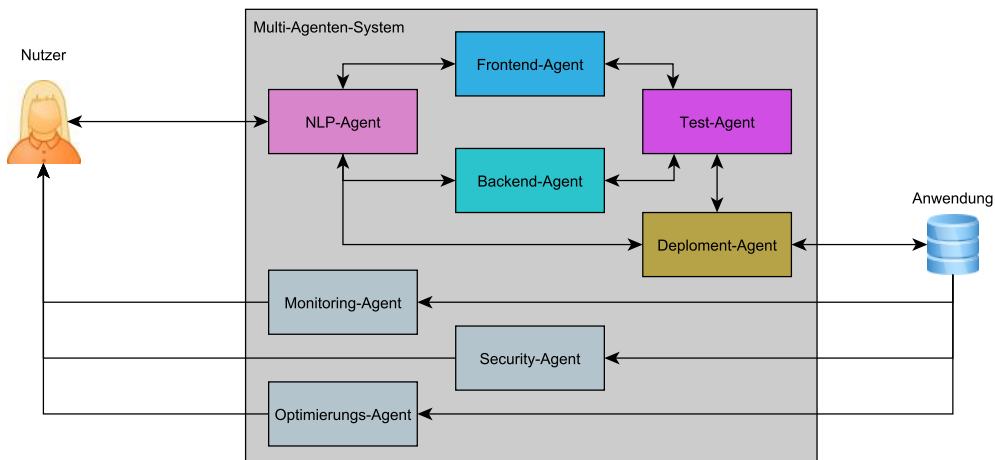 Multi-Agenten-System
Nutzer
Frontend-Agent
NLP-Agent
Test-Agent
Backend-Agent
Anwendung
Deploment-Agent
Monitoring-Agent
Security-Agent
Optimierungs-Agent